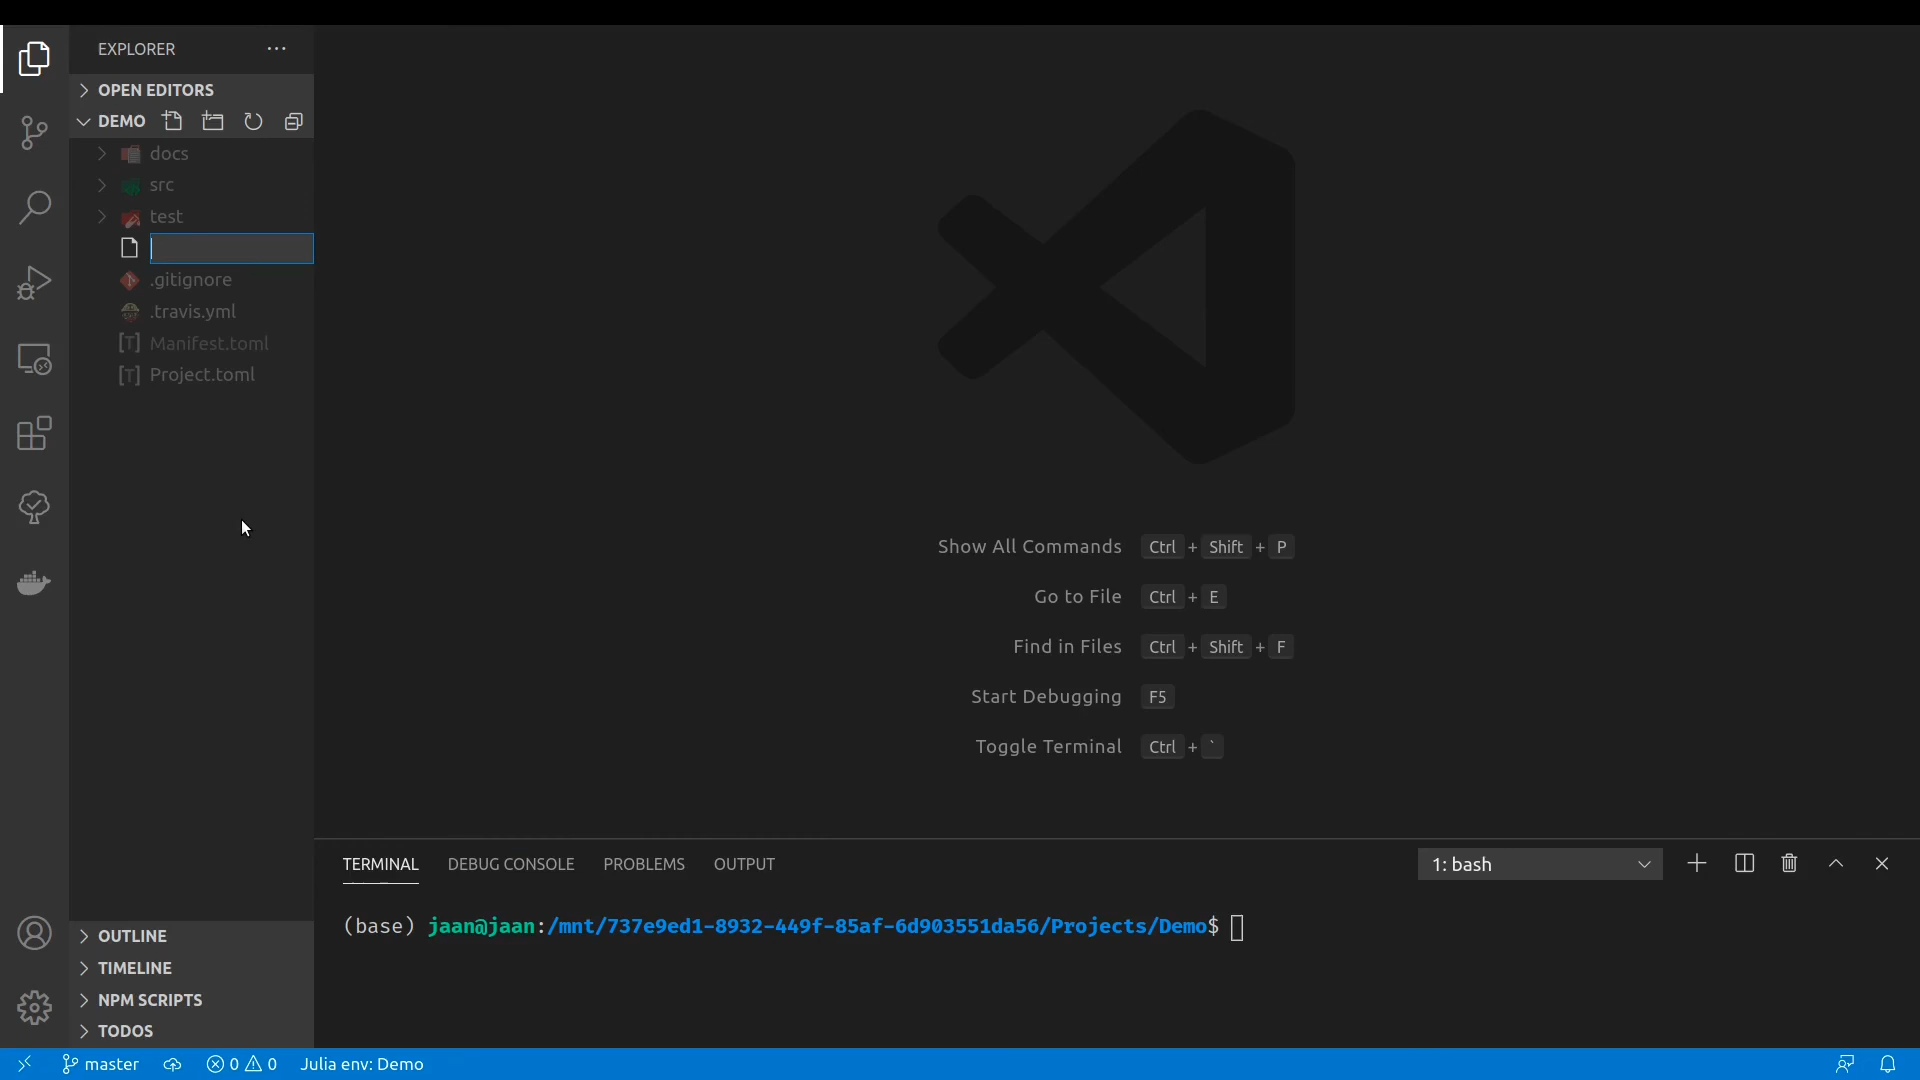 EXPLORER
OPEN EDITORS
DEMO
docs
src
test
.gitignore
.travis.yml
[T] Manifest.toml
[T] Project.toml
Show All Commands Ctrl + Shift + P
Go to File Ctrl + E
Find in Files Ctrl + Shift + F
Start Debugging F5
Toggle Terminal Ctrl + `
TERMINAL DEBUG CONSOLE PROBLEMS OUTPUT 1: bash
(base) jaan@jaan:/mnt/737e9ed1-8932-449f-85af-6d903551da56/Projects/Demo$
OUTLINE
TIMELINE
NPM SCRIPTS
TODOS
master 0 0 Julia env: Demo